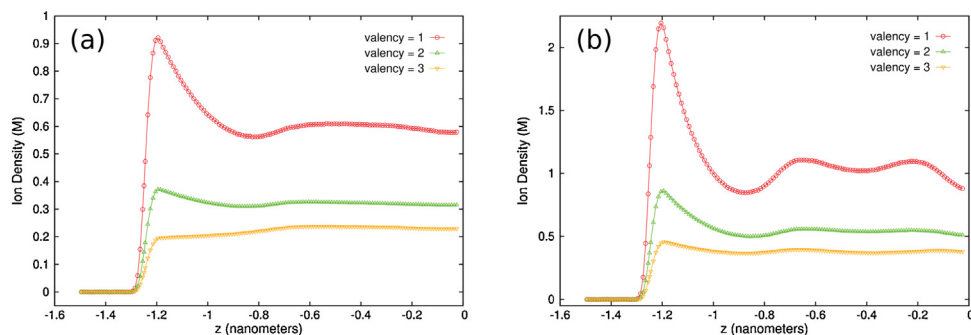 (a)
valency = 1
valency = 2
valency = 3
Ion Density (M)
1
0.9
0.8
0.7
0.6
0.5
0.4
0.3
0.2
0.1
0
-1.6 -1.4 -1.2 -1 -0.8 -0.6 -0.4 -0.2 0
z (nanometers)
(b)
valency = 1
valency = 2
valency = 3
Ion Density (M)
2
1.5
1
0.5
0
-1.6 -1.4 -1.2 -1 -0.8 -0.6 -0.4 -0.2 0
z (nanometers)